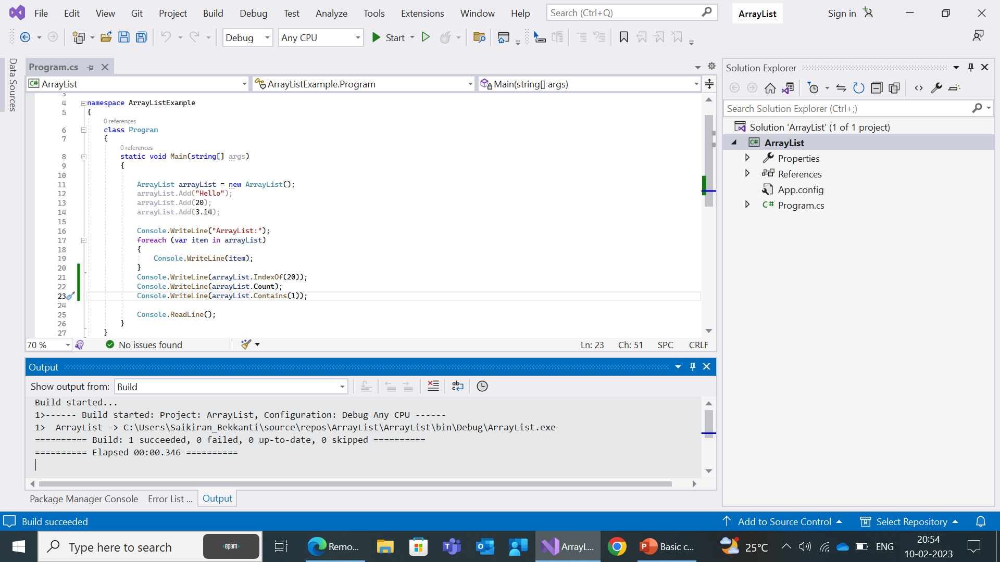 File Edit View Git Project Build Debug Test Analyze Tools Extensions Window Help Search (Ctrl+Q) ArrayList Sign in
Debug Any CPU Start
Data Sources
Program.cs
ArrayList ArrayListExample.Program Main(string[] args)
3
4 namespace ArrayListExample
5 {
0 references
6 class Program
7 {
0 references
8 static void Main(string[] args)
9 {
10
11 ArrayList arrayList = new ArrayList();
12 arrayList.Add("Hello");
13 arrayList.Add(20);
14 arrayList.Add(3.14);
15
16 Console.WriteLine("ArrayList:");
17 foreach (var item in arrayList)
18 {
19 Console.WriteLine(item);
20 }
21 Console.WriteLine(arrayList.IndexOf(20));
22 Console.WriteLine(arrayList.Count);
23 Console.WriteLine(arrayList.Contains(1));
24
25 Console.ReadLine();
26 }
27 }
70 % No issues found Ln: 23 Ch: 51 SPC CRLF
Output
Show output from: Build
Build started...
1>------ Build started: Project: ArrayList, Configuration: Debug Any CPU ------
1>  ArrayList -> C:\Users\Saikiran_Bekkanti\source\repos\ArrayList\ArrayList\bin\Debug\ArrayList.exe
========== Build: 1 succeeded, 0 failed, 0 up-to-date, 0 skipped ==========
========== Elapsed 00:00.346 ==========
Package Manager Console Error List ... Output
Solution Explorer
Search Solution Explorer (Ctrl+;)
Solution 'ArrayList' (1 of 1 project)
C# ArrayList
Properties
References
App.config
C# Program.cs
Build succeeded Add to Source Control Select Repository
Type here to search <epam> Remo... ArrayL... Basic c... 25°C ENG 20:54
10-02-2023